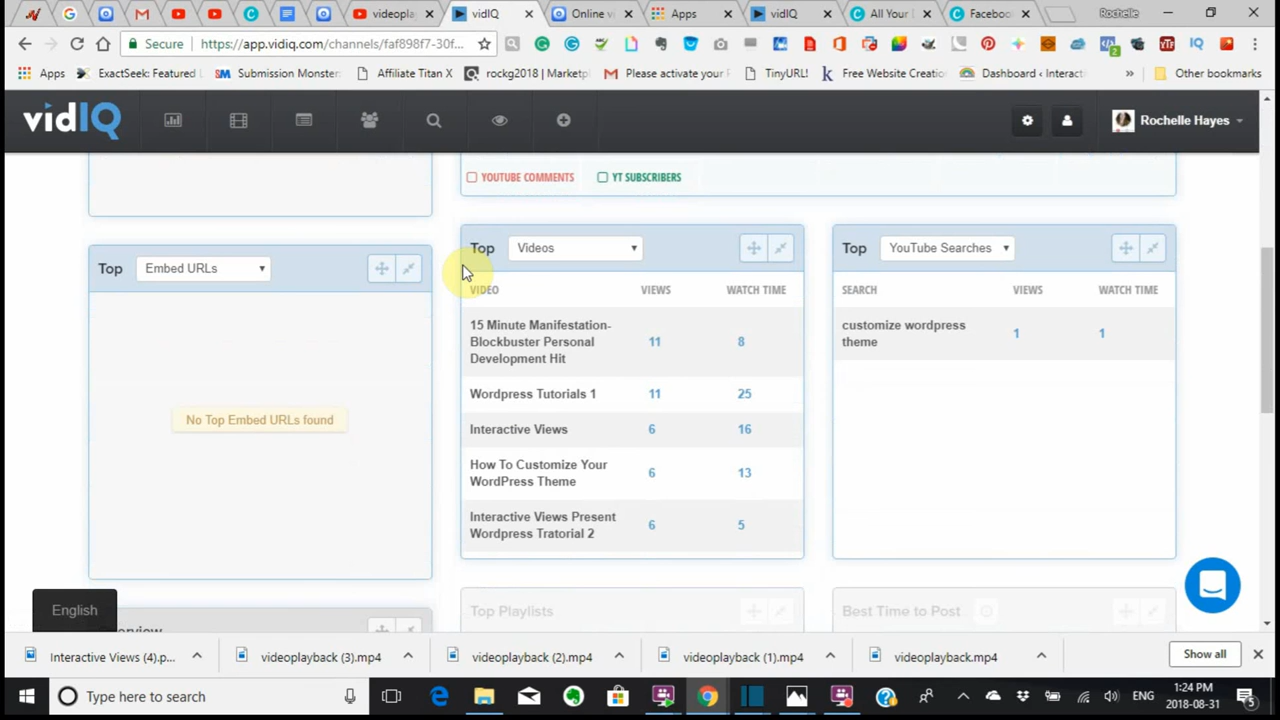 Rochelle
videopla
vidIQ
Online vi
Apps
vidIQ
All Your
Facebook
Secure
https://app.vidiq.com/channels/faf898f7-30f...
Apps
ExactSeek: Featured
Submission Monster
Affiliate Titan X
rockg2018 | Marketpl
Please activate your
TinyURL!
Free Website Creatio
Dashboard ‹ Interact
»
Other bookmarks
vidIQ
Rochelle Hayes
YOUTUBE COMMENTS
YT SUBSCRIBERS
Top
Embed URLs
No Top Embed URLs found
Top
Videos
VIDEO VIEWS WATCH TIME
15 Minute Manifestation-
Blockbuster Personal
Development Hit
11 8
Wordpress Tutorials 1 11 25
Interactive Views 6 16
How To Customize Your
WordPress Theme
6 13
Interactive Views Present
Wordpress Tratorial 2
6 5
Top
YouTube Searches
SEARCH VIEWS WATCH TIME
customize wordpress
theme
1 1
English
Top Playlists
Best Time to Post
Interactive Views (4).p...
videoplayback (3).mp4
videoplayback (2).mp4
videoplayback (1).mp4
videoplayback.mp4
Show all
Type here to search
ENG
1:24 PM
2018-08-31
5